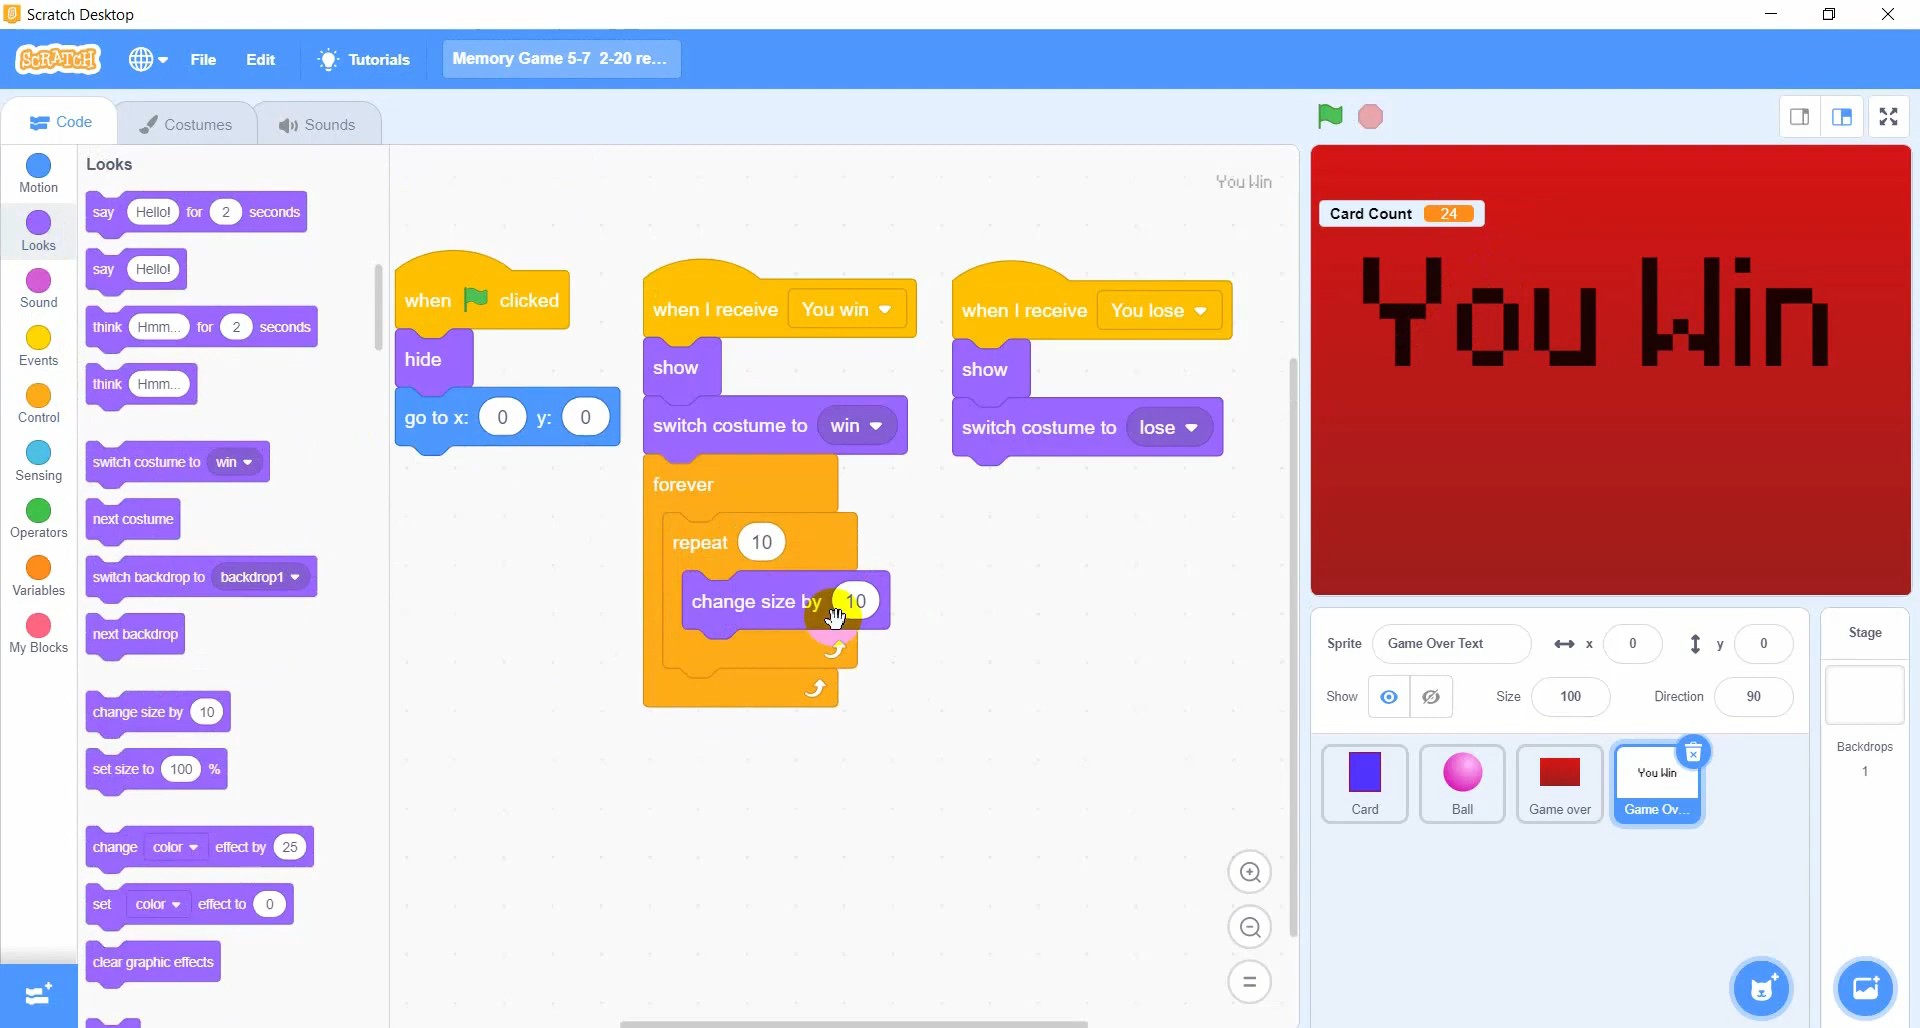 Scratch Desktop
SCRATCH File Edit Tutorials Memory Game 5-7 2-20 re...
Code Costumes Sounds
Motion
Looks
Sound
Events
Control
Sensing
Operators
Variables
My Blocks
Looks
say Hello! for 2 seconds
say Hello!
think Hmm... for 2 seconds
think Hmm...
switch costume to win
next costume
switch backdrop to backdrop1
next backdrop
change size by 10
set size to 100 %
change color effect by 25
set color effect to 0
clear graphic effects
You Win
when clicked
hide
go to x: 0 y: 0
when I receive You win
show
switch costume to win
forever
repeat 10
change size by 10
when I receive You lose
show
switch costume to lose
Card Count 24
You Win
Sprite Game Over Text x 0 y 0
Show Size 100 Direction 90
Card
Ball
Game over
You Win
Game Ov...
Stage
Backdrops
1